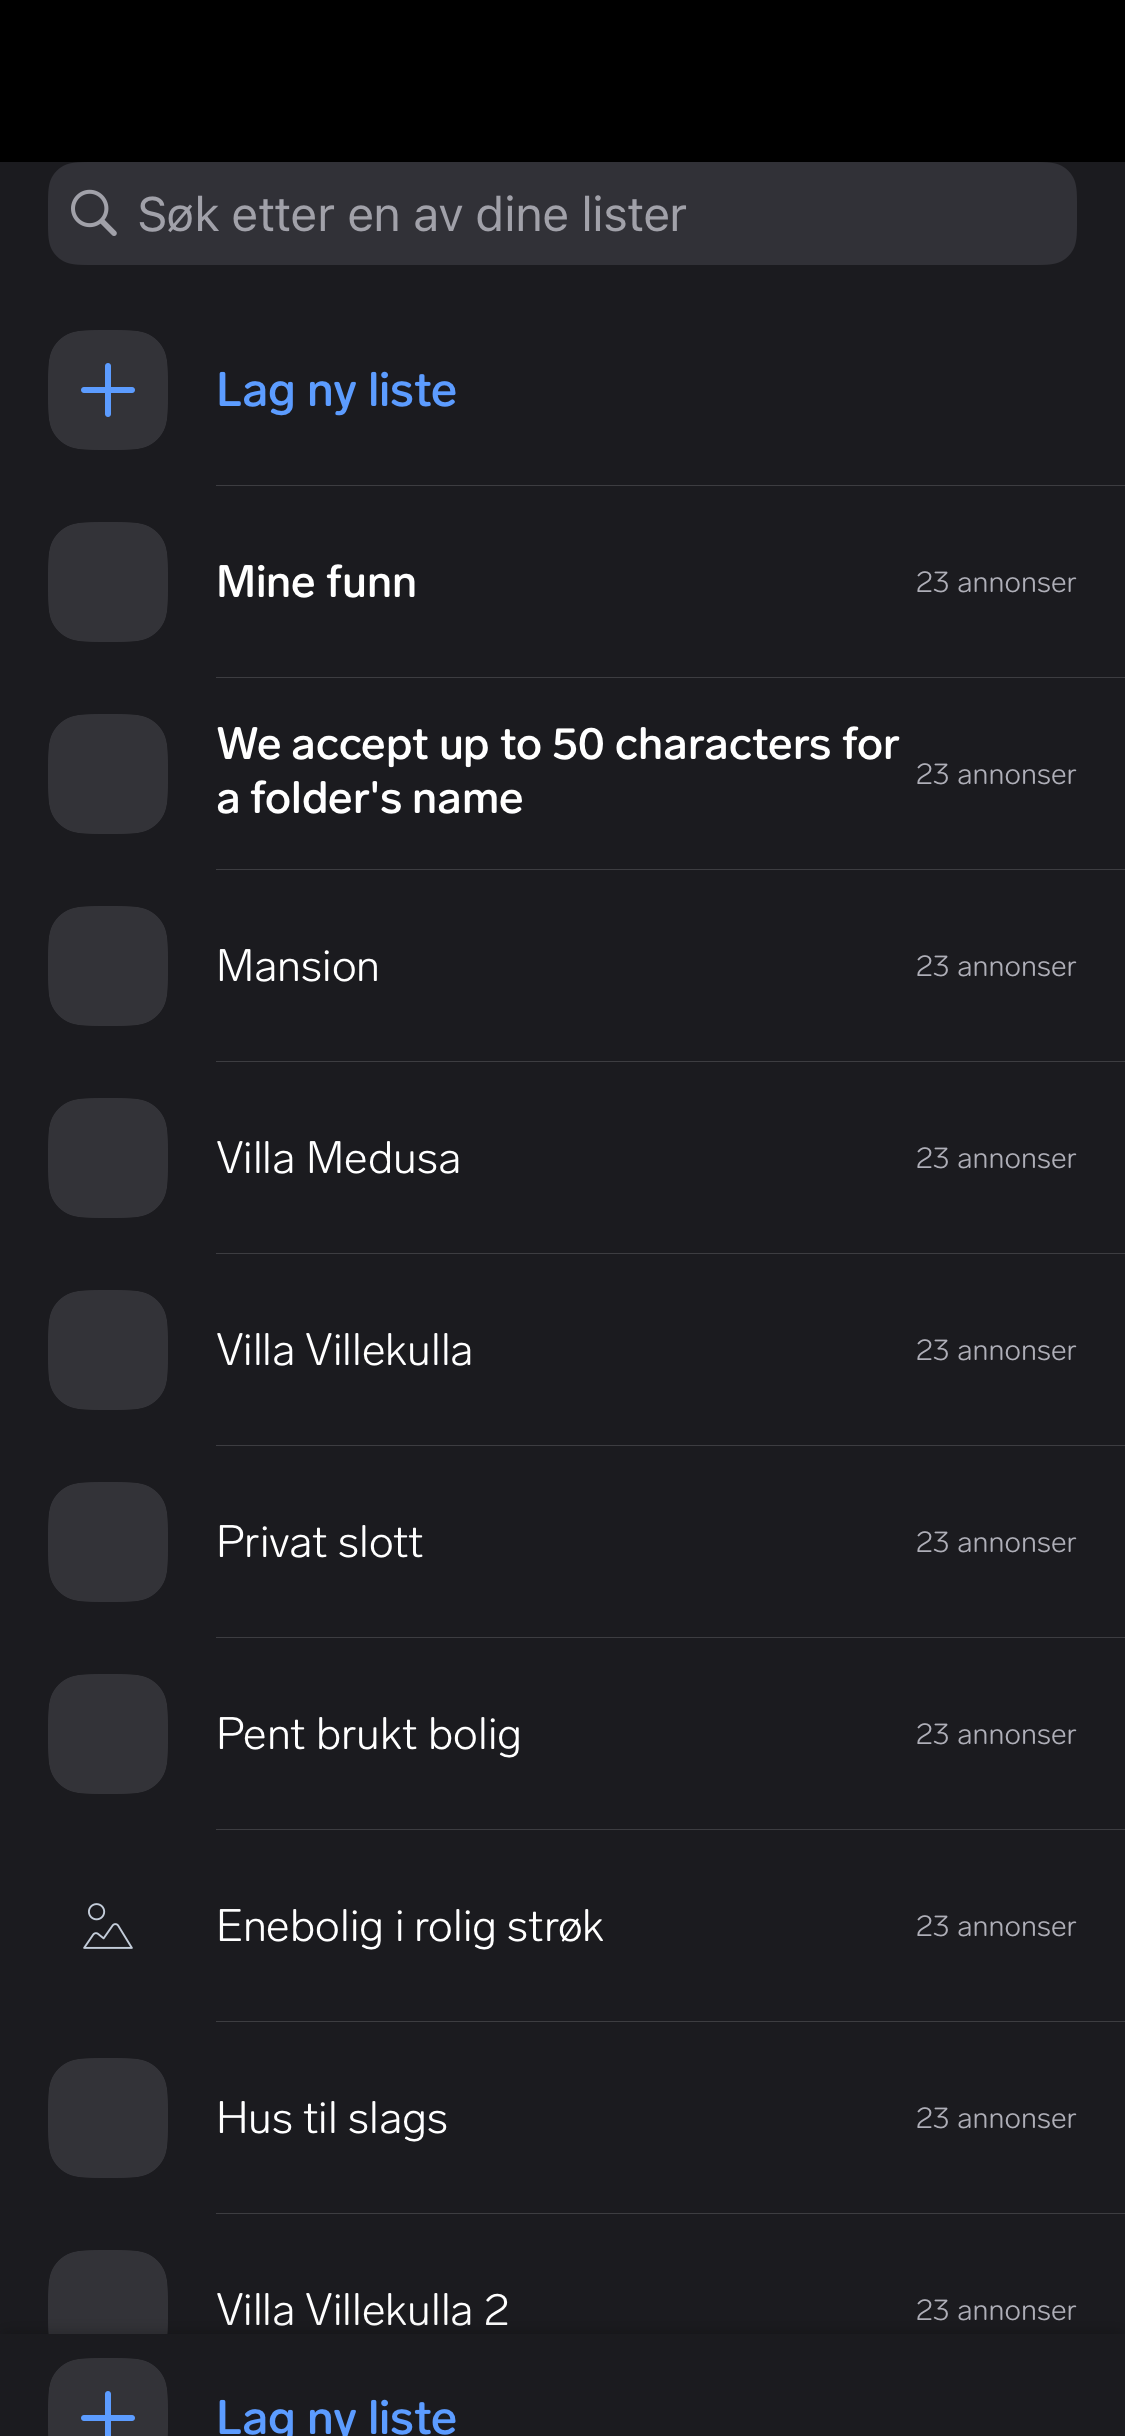 Søk etter en av dine lister
Lag ny liste
Mine funn 23 annonser
We accept up to 50 characters for
a folder's name
23 annonser
Mansion 23 annonser
Villa Medusa 23 annonser
Villa Villekulla 23 annonser
Privat slott 23 annonser
Pent brukt bolig 23 annonser
Enebolig i rolig strøk 23 annonser
Hus til slags 23 annonser
Villa Villekulla 2 23 annonser
Lag ny liste